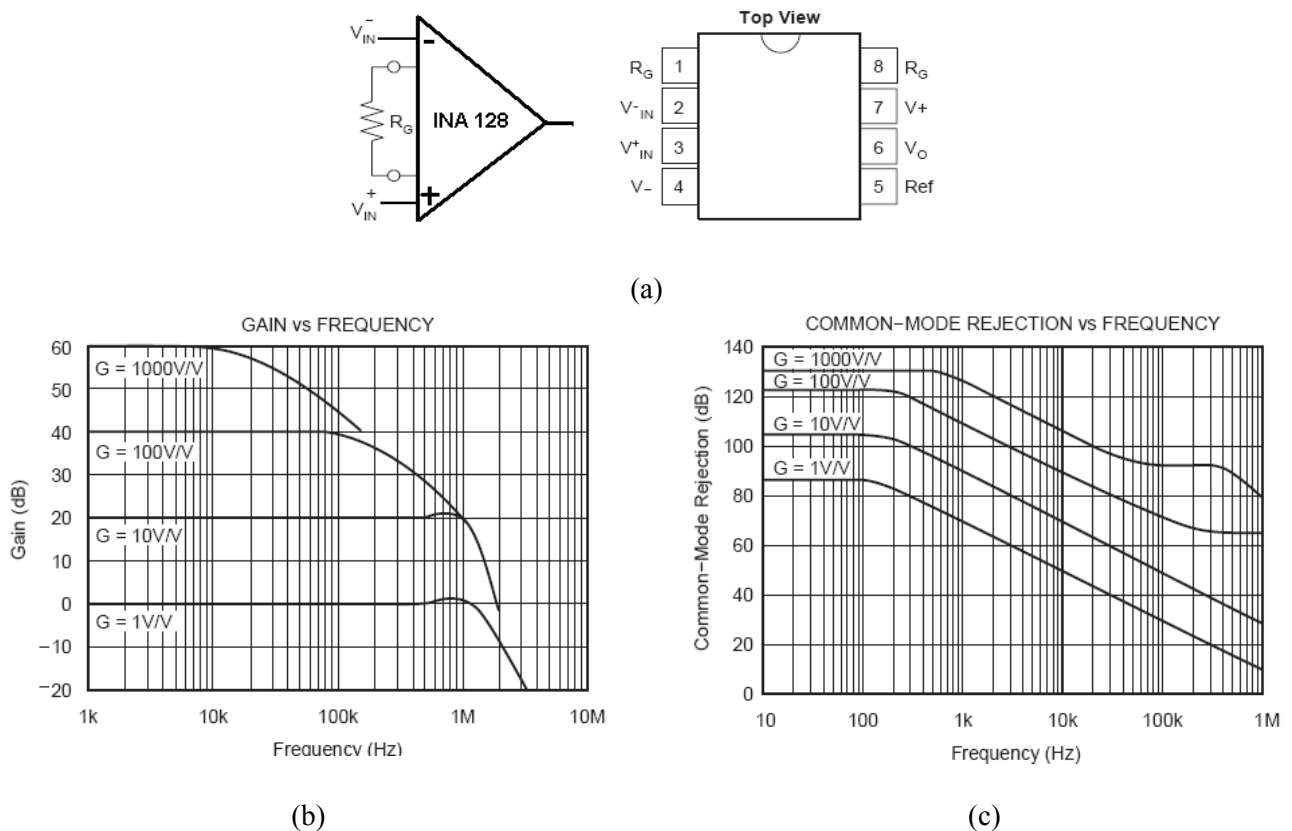 Top View
V⁻IN
-
RG
INA 128
V⁺IN
+
RG 1
V-IN 2
V+IN 3
V– 4
8 RG
7 V+
6 VO
5 Ref
(a)
GAIN vs FREQUENCY
Gain (dB)
60
50
40
30
20
10
0
–10
–20
G = 1000V/V
G = 100V/V
G = 10V/V
G = 1V/V
1k 10k 100k 1M 10M
Frequency (Hz)
(b)
COMMON–MODE REJECTION vs FREQUENCY
Common–Mode Rejection (dB)
140
120
100
80
60
40
20
0
G = 1000V/V
G = 100V/V
G = 10V/V
G = 1V/V
10 100 1k 10k 100k 1M
Frequency (Hz)
(c)